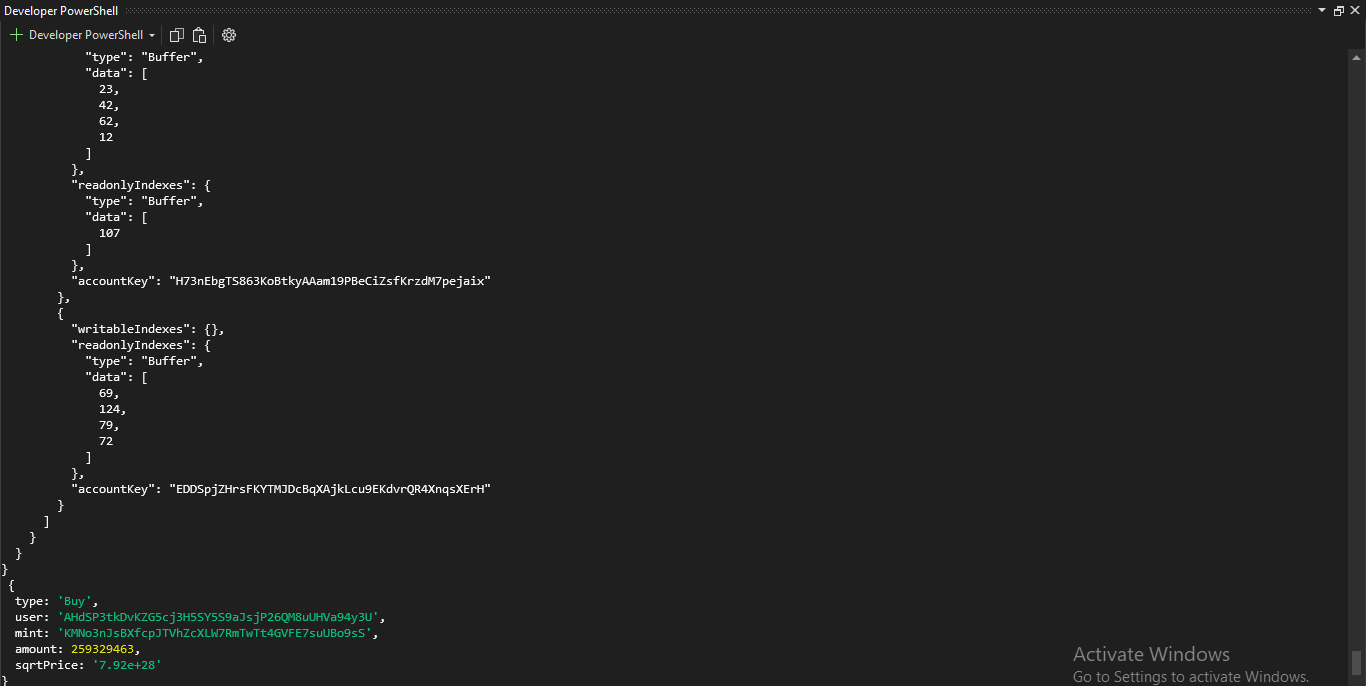 Developer PowerShell
Developer PowerShell
"type": "Buffer",
"data": [
23,
42,
62,
12
]
},
"readonlyIndexes": {
"type": "Buffer",
"data": [
107
]
},
"accountKey": "H73nEbgTS863KoBtkyAAam19PBeCiZsfKrzdM7pejaix"
},
{
"writableIndexes": {},
"readonlyIndexes": {
"type": "Buffer",
"data": [
69,
124,
79,
72
]
},
"accountKey": "EDDSpjZHrsFKYTMJDcBqXAjkLcu9EKdvrQR4XnqsXErH"
}
]
}
}
}
{
type: 'Buy',
user: 'AHdSP3tkDvKZG5cj3H5SY5S9aJsjP26QM8uUHVa94y3U',
mint: 'KMNo3nJsBXfcpJTVhZcXLW7RmTwTt4GVFE7suUBo9sS',
amount: 259329463,
sqrtPrice: '7.92e+28'
}
Activate Windows
Go to Settings to activate Windows.